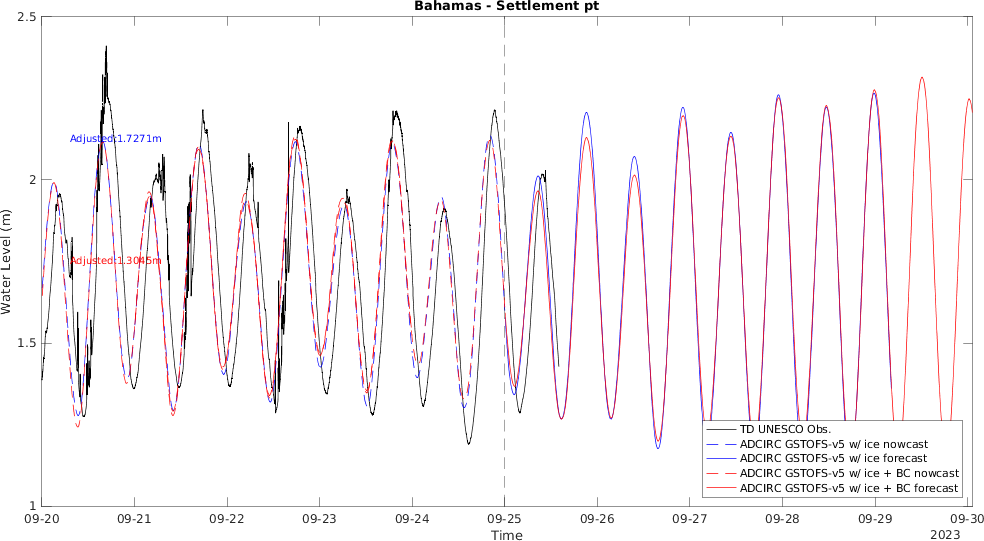 Bahamas - Settlement pt
Water Level (m)
2.5
2
1.5
1
Adjusted:1.7271m
Adjusted:1.3045m
TD UNESCO Obs.
ADCIRC GSTOFS-v5 w/ ice nowcast
ADCIRC GSTOFS-v5 w/ ice forecast
ADCIRC GSTOFS-v5 w/ ice + BC nowcast
ADCIRC GSTOFS-v5 w/ ice + BC forecast
09-20 09-21 09-22 09-23 09-24 09-25 09-26 09-27 09-28 09-29 09-30
Time
2023